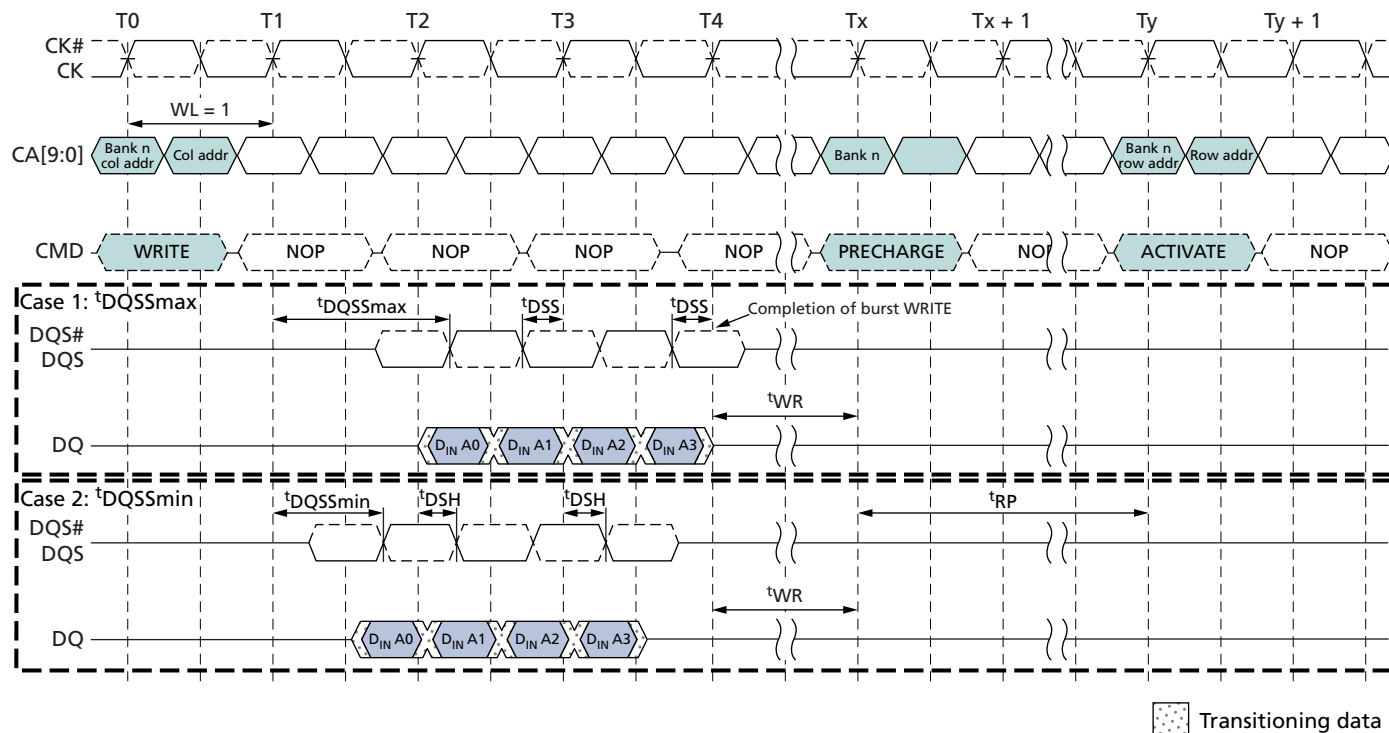 T0 T1 T2 T3 T4 Tx Tx + 1 Ty Ty + 1
CK#
CK
WL = 1
CA[9:0]
Bank n
col addr
Col addr
Bank n
Bank n
row addr
Row addr
CMD
WRITE NOP NOP NOP NOP PRECHARGE NOP ACTIVATE NOP
Case 1: tDQSSmax
tDQSSmax
tDSS
tDSS
Completion of burst WRITE
DQS#
DQS
tWR
DQ
DIN A0 DIN A1 DIN A2 DIN A3
Case 2: tDQSSmin
tDQSSmin
tDSH
tDSH
tRP
DQS#
DQS
tWR
DQ
DIN A0 DIN A1 DIN A2 DIN A3
Transitioning data